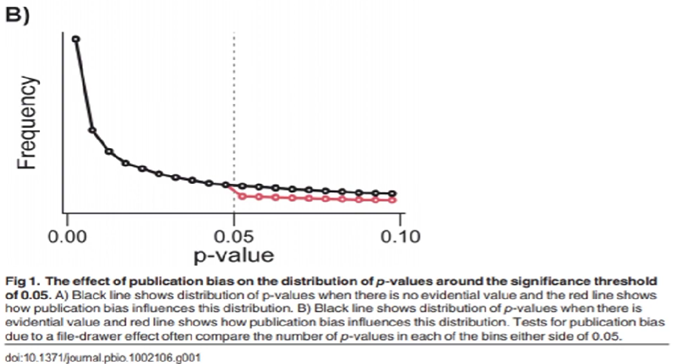 B)
Frequency
0.00
0.05
0.10
p-value
Fig 1. The effect of publication bias on the distribution of p-values around the significance threshold
of 0.05. A) Black line shows distribution of p-values when there is no evidential value and the red line shows
how publication bias influences this distribution. B) Black line shows distribution of p-values when there is
evidential value and red line shows how publication bias influences this distribution. Tests for publication bias
due to a file-drawer effect often compare the number of p-values in each of the bins either side of 0.05.
doi:10.1371/journal.pbio.1002106.g001